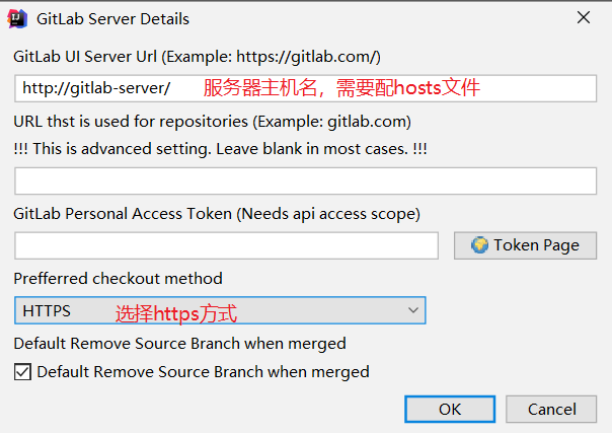 GitLab Server Details
GitLab UI Server Url (Example: https://gitlab.com/)
http://gitlab-server/ 服务器主机名，需要配hosts文件
URL thst is used for repositories (Example: gitlab.com)
!!! This is advanced setting. Leave blank in most cases. !!!
GitLab Personal Access Token (Needs api access scope)
Token Page
Prefferred checkout method
HTTPS 选择https方式
Default Remove Source Branch when merged
Default Remove Source Branch when merged
OK Cancel